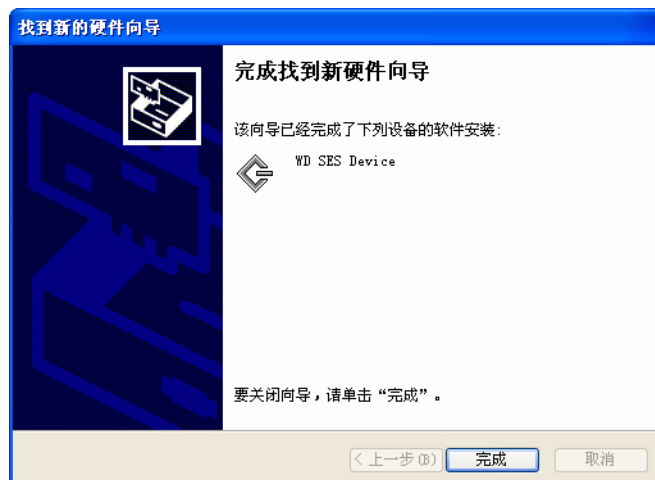 找到新的硬件向导
完成找到新硬件向导
该向导已经完成了下列设备的软件安装:
WD SES Device
要关闭向导,请单击“完成”。
< 上一步(B)
完成
取消